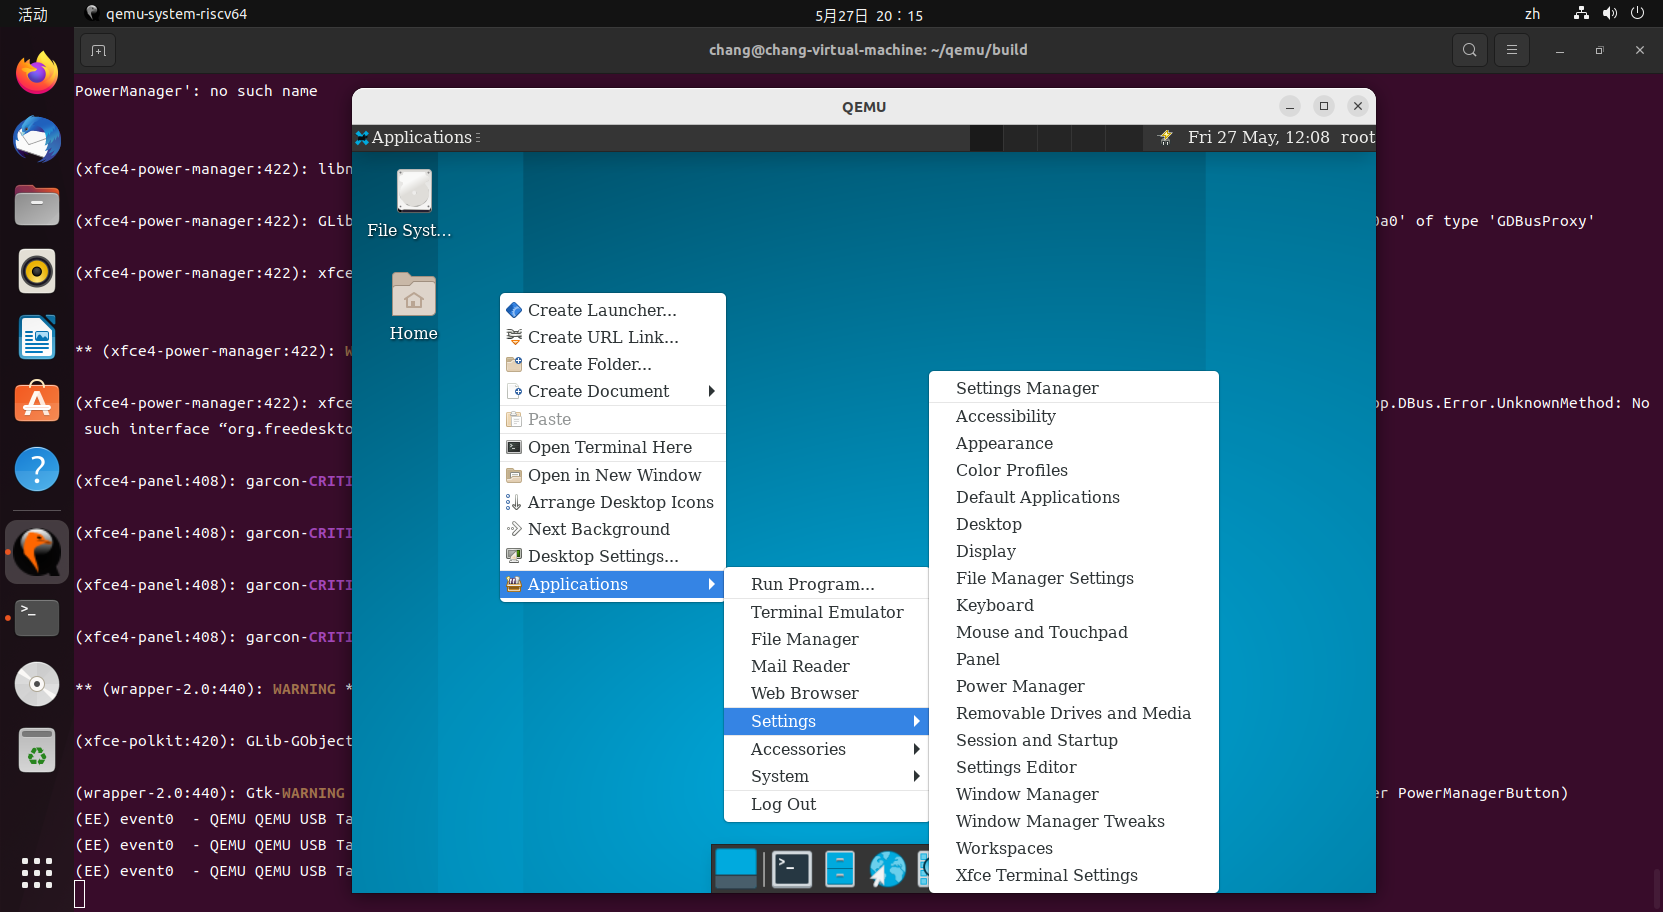 活动
qemu-system-riscv64
5月27日 20：15
zh
chang@chang-virtual-machine: ~/qemu/build
PowerManager': no such name
(xfce4-power-manager:422): libn
(xfce4-power-manager:422): GLib
0a0' of type 'GDBusProxy'
(xfce4-power-manager:422): xfce
** (xfce4-power-manager:422): W
(xfce4-power-manager:422): xfce
op.DBus.Error.UnknownMethod: No
such interface “org.freedeskto
(xfce4-panel:408): garcon-CRITI
(xfce4-panel:408): garcon-CRITI
(xfce4-panel:408): garcon-CRITI
(xfce4-panel:408): garcon-CRITI
** (wrapper-2.0:440): WARNING *
(xfce-polkit:420): GLib-GObject
(wrapper-2.0:440): Gtk-WARNING
er PowerManagerButton)
(EE) event0  - QEMU QEMU USB Ta
(EE) event0  - QEMU QEMU USB Ta
(EE) event0  - QEMU QEMU USB Ta
QEMU
Applications
Fri 27 May, 12:08
root
File Syst...
Home
Create Launcher...
Create URL Link...
Create Folder...
Create Document
Paste
Open Terminal Here
Open in New Window
Arrange Desktop Icons
Next Background
Desktop Settings...
Applications
Run Program...
Terminal Emulator
File Manager
Mail Reader
Web Browser
Settings
Accessories
System
Log Out
Settings Manager
Accessibility
Appearance
Color Profiles
Default Applications
Desktop
Display
File Manager Settings
Keyboard
Mouse and Touchpad
Panel
Power Manager
Removable Drives and Media
Session and Startup
Settings Editor
Window Manager
Window Manager Tweaks
Workspaces
Xfce Terminal Settings